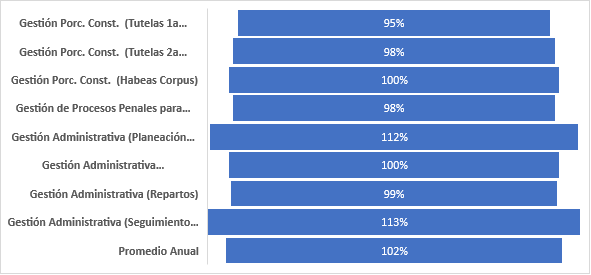 Gestión Porc. Const.  (Tutelas 1a... 95%
Gestión Porc. Const.  (Tutelas 2a... 98%
Gestión Porc. Const.  (Habeas Corpus) 100%
Gestión de Procesos Penales para... 98%
Gestión Administrativa (Planeación... 112%
Gestión Administrativa... 100%
Gestión Administrativa (Repartos) 99%
Gestión Administrativa (Seguimiento... 113%
Promedio Anual 102%